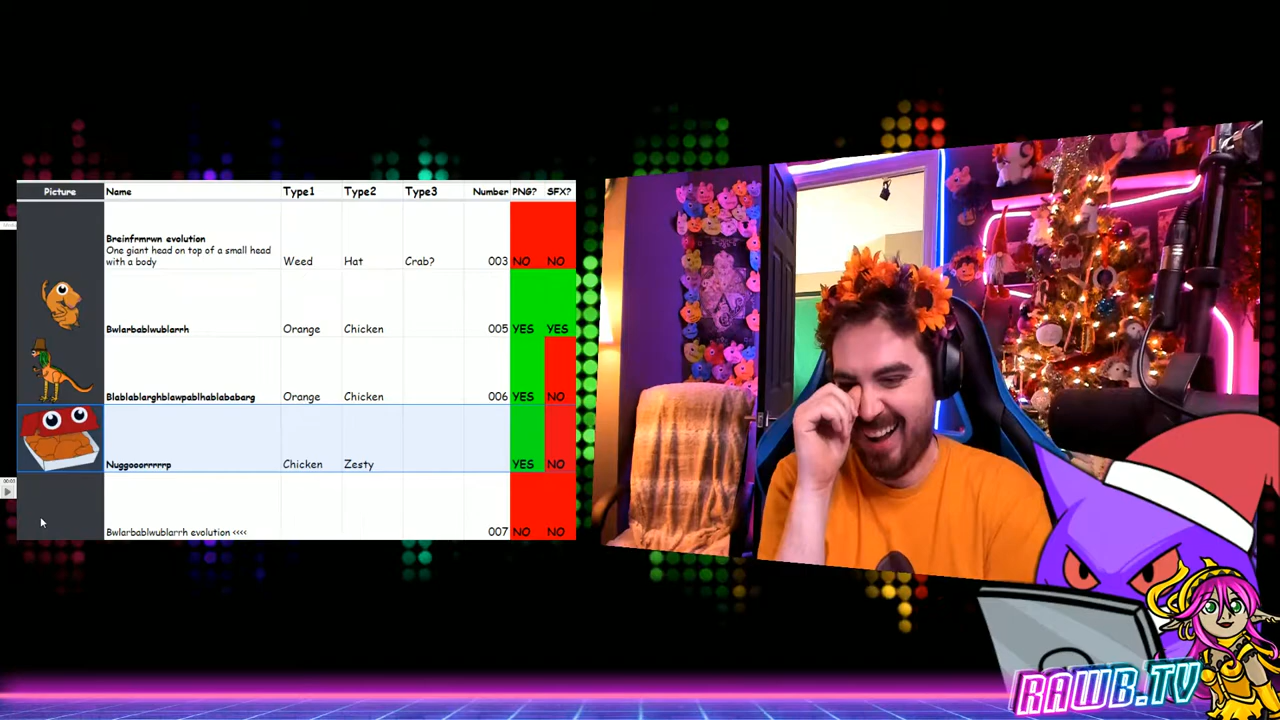 Picture Name Type1 Type2 Type3 Number PNG? SFX?
Breinfrmrwn evolution
One giant head on top of a small head
with a body Weed Hat Crab? 003 NO NO
Bwlarbablwublarrh Orange Chicken 005 YES YES
Blablablarghblawpablhablababarg Orange Chicken 006 YES NO
Nuggooorrrrrp Chicken Zesty YES NO
00:00
Bwlarbablwublarrh evolution <<<< 007 NO NO
RAWB.TV